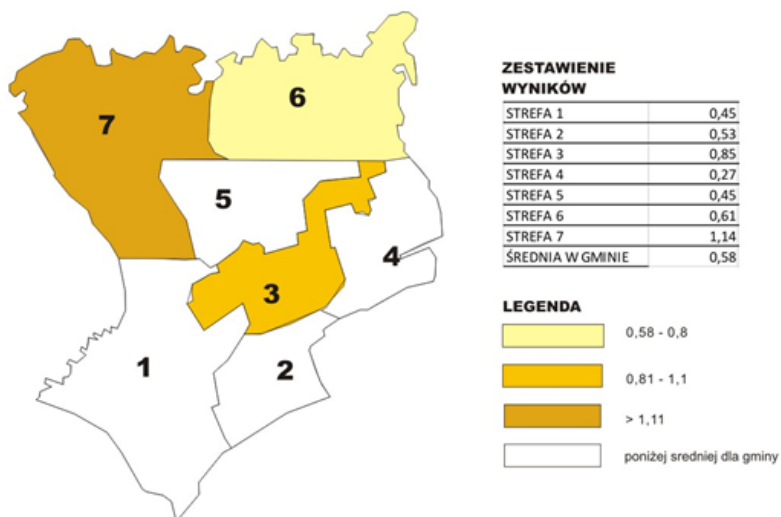 7
6
5
4
3
1
2
ZESTAWIENIE
WYNIKÓW
STREFA 1 0,45
STREFA 2 0,53
STREFA 3 0,85
STREFA 4 0,27
STREFA 5 0,45
STREFA 6 0,61
STREFA 7 1,14
ŚREDNIA W GMINIE 0,58
LEGENDA
0,58 - 0,8
0,81 - 1,1
> 1,11
poniżej sredniej dla gminy